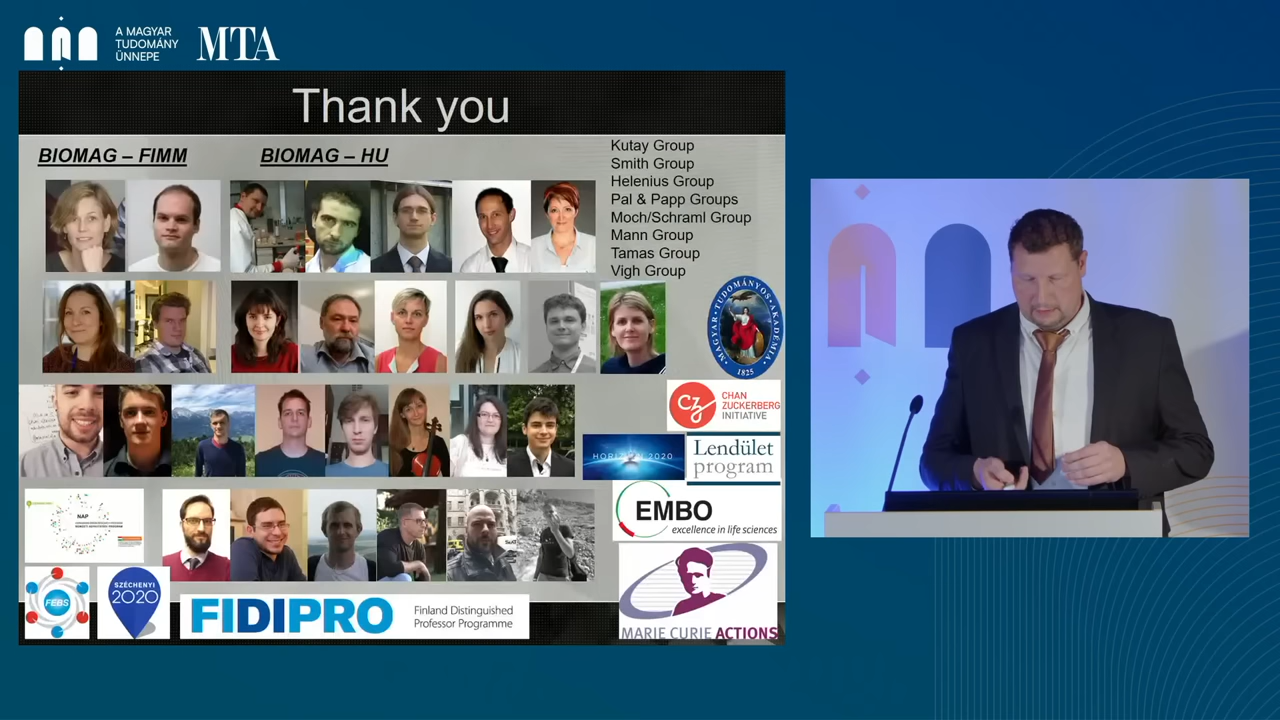 A MAGYAR
TUDOMÁNY
ÜNNEPE
MTA
Thank you
BIOMAG – FIMM
BIOMAG – HU
Kutay Group
Smith Group
Helenius Group
Pal & Papp Groups
Moch/Schraml Group
Mann Group
Tamas Group
Vigh Group
MAGYAR·TUDOMÁNYOS·AKADÉMIA·
1825
CZ
CHAN
ZUCKERBERG
INITIATIVE
HORIZON 2020
Lendület
program
EMBO
excellence in life sciences
NAP
FEBS
SZÉCHENYI
2020
FIDIPRO
Finland Distinguished
Professor Programme
MARIE CURIE ACTIONS